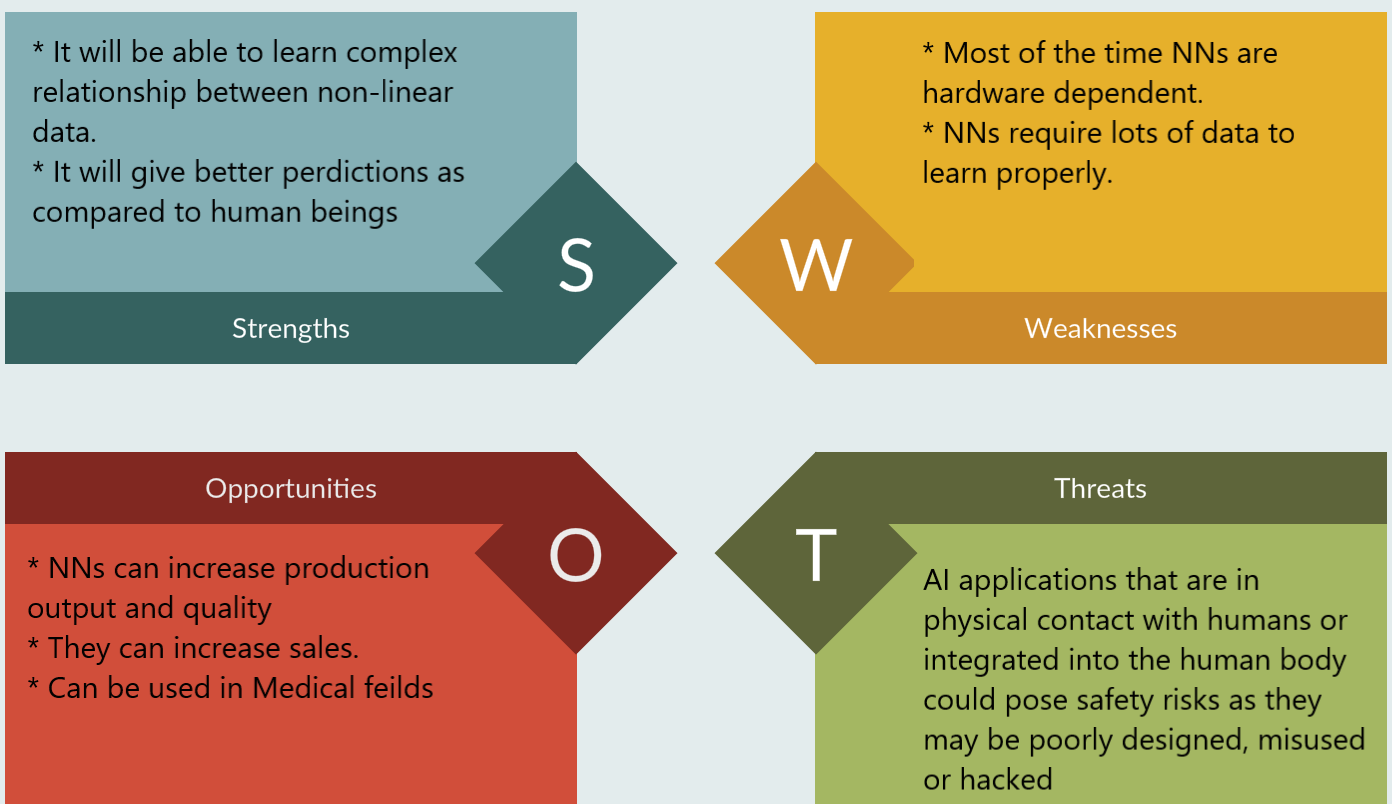 * It will be able to learn complex
relationship between non-linear
data.
* It will give better perdictions as
compared to human beings
S
Strengths
* Most of the time NNs are
hardware dependent.
* NNs require lots of data to
learn properly.
W
Weaknesses
Opportunities
O
* NNs can increase production
output and quality
* They can increase sales.
* Can be used in Medical feilds
Threats
T
AI applications that are in
physical contact with humans or
integrated into the human body
could pose safety risks as they
may be poorly designed, misused
or hacked